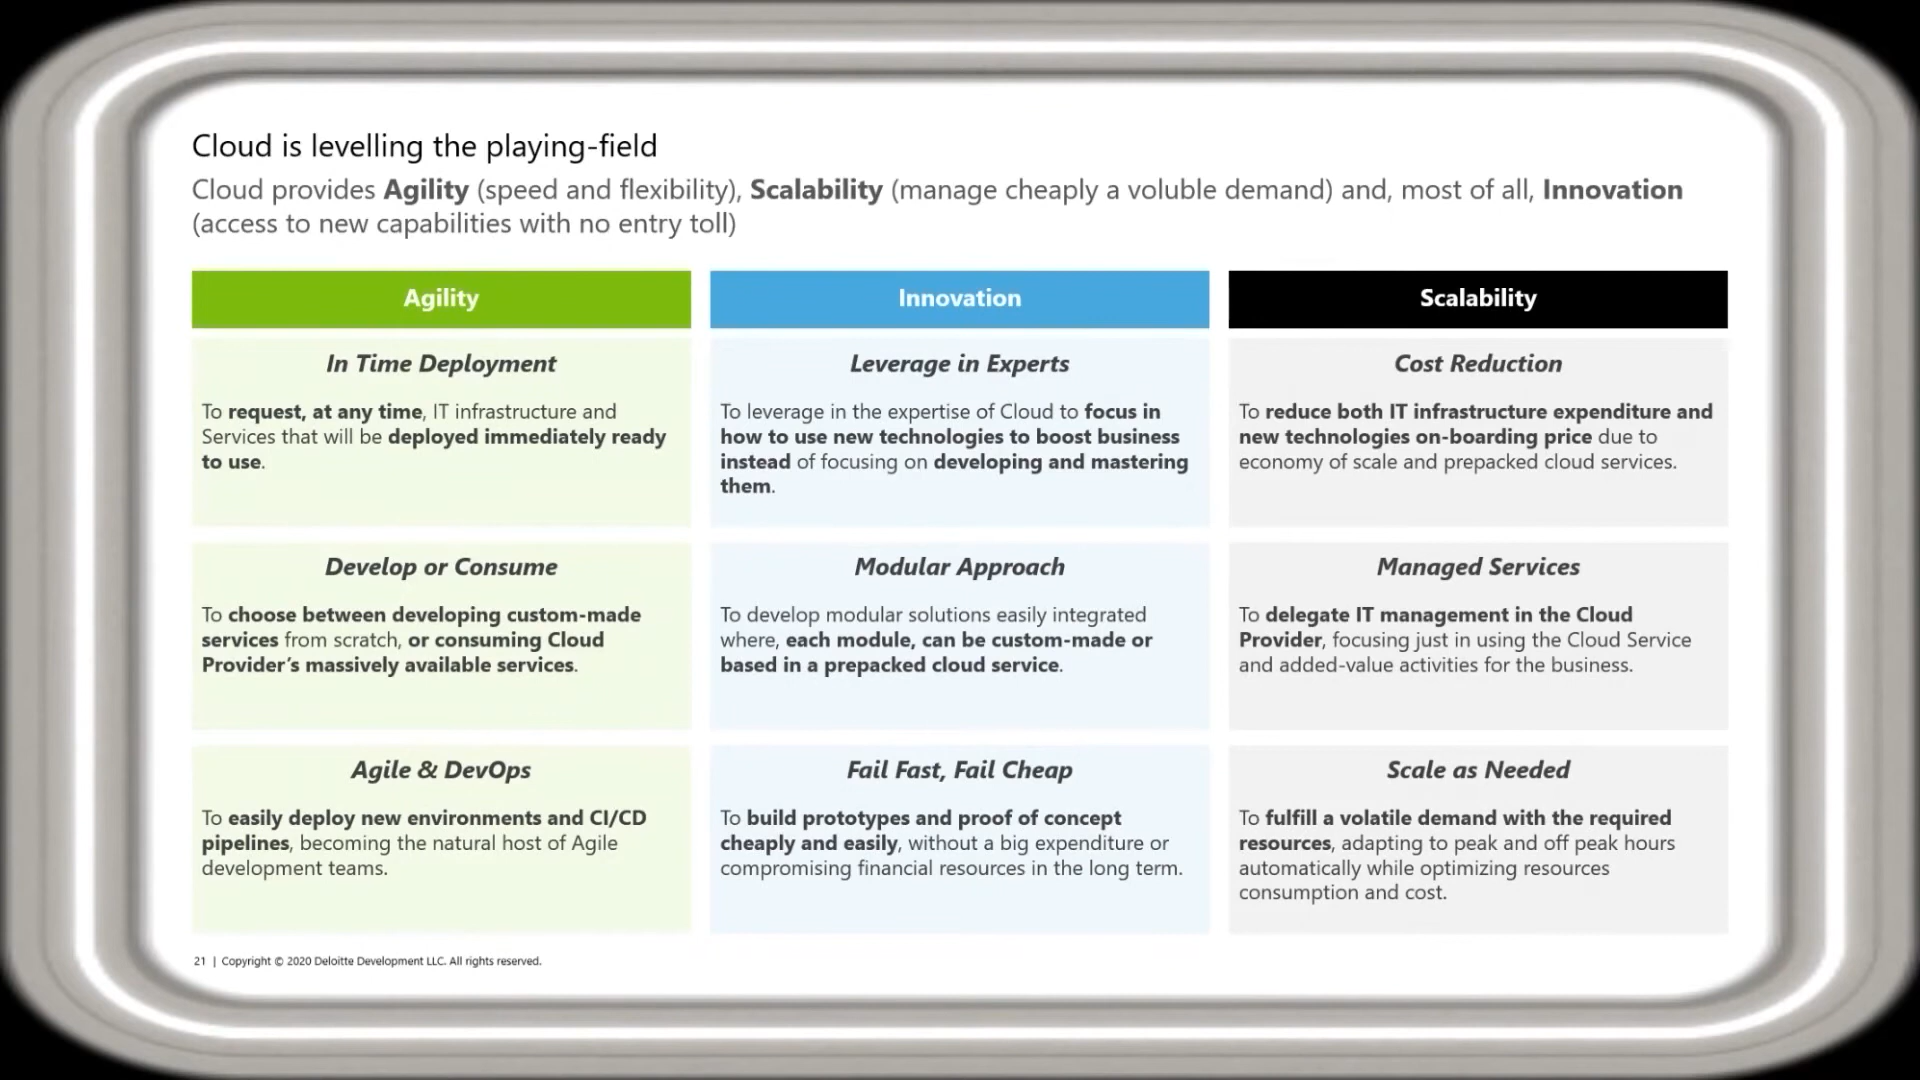 Cloud is levelling the playing-field
Cloud provides Agility (speed and flexibility), Scalability (manage cheaply a voluble demand) and, most of all, Innovation
(access to new capabilities with no entry toll)
Agility
In Time Deployment
To request, at any time, IT infrastructure and
Services that will be deployed immediately ready
to use.
Develop or Consume
To choose between developing custom-made
services from scratch, or consuming Cloud
Provider’s massively available services.
Agile & DevOps
To easily deploy new environments and CI/CD
pipelines, becoming the natural host of Agile
development teams.
Innovation
Leverage in Experts
To leverage in the expertise of Cloud to focus in
how to use new technologies to boost business
instead of focusing on developing and mastering
them.
Modular Approach
To develop modular solutions easily integrated
where, each module, can be custom-made or
based in a prepacked cloud service.
Fail Fast, Fail Cheap
To build prototypes and proof of concept
cheaply and easily, without a big expenditure or
compromising financial resources in the long term.
Scalability
Cost Reduction
To reduce both IT infrastructure expenditure and
new technologies on-boarding price due to
economy of scale and prepacked cloud services.
Managed Services
To delegate IT management in the Cloud
Provider, focusing just in using the Cloud Service
and added-value activities for the business.
Scale as Needed
To fulfill a volatile demand with the required
resources, adapting to peak and off peak hours
automatically while optimizing resources
consumption and cost.
21 | Copyright © 2020 Deloitte Development LLC. All rights reserved.